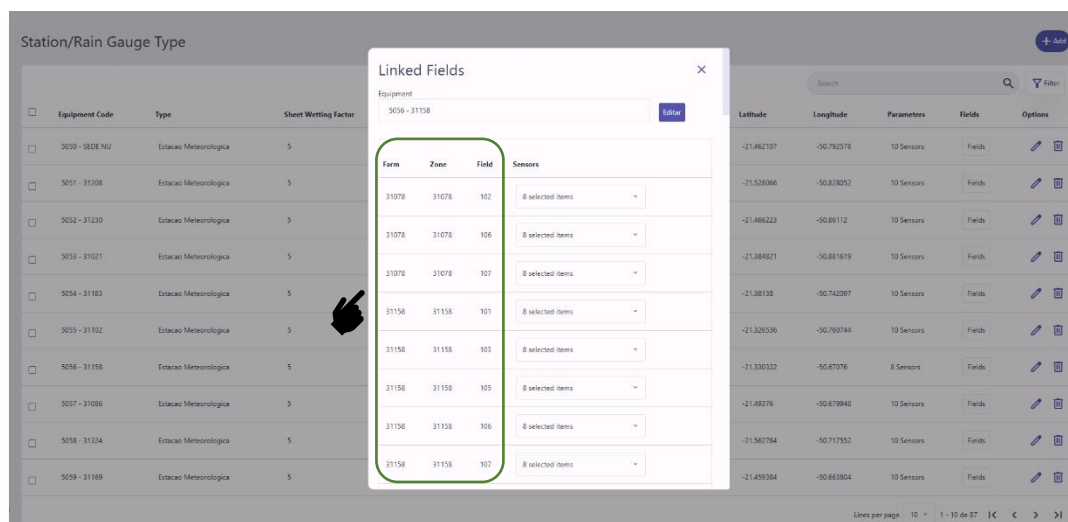 Station/Rain Gauge Type
+ Add
Linked Fields
Equipment
5056 - 31158
Editar
Farm Zone Field Sensors
31078 31078 102 8 selected items
31078 31078 106 8 selected items
31078 31078 107 8 selected items
31158 31158 101 8 selected items
31158 31158 103 8 selected items
31158 31158 105 8 selected items
31158 31158 106 8 selected items
31158 31158 107 8 selected items
Search
Filter
Equipment Code Type Sheet Wetting Factor Latitude Longitude Parameters Fields Options
5050 - SEDE NU Estacao Meteorologica 5 -21.462107 -50.792578 10 Sensors Fields
5051 - 31208 Estacao Meteorologica 5 -21.528066 -50.828052 10 Sensors Fields
5052 - 31230 Estacao Meteorologica 5 -21.466223 -50.86112 10 Sensors Fields
5053 - 31021 Estacao Meteorologica 5 -21.384821 -50.881619 10 Sensors Fields
5054 - 31183 Estacao Meteorologica 5 -21.38138 -50.742097 10 Sensors Fields
5055 - 31102 Estacao Meteorologica 5 -21.326536 -50.760744 10 Sensors Fields
5056 - 31158 Estacao Meteorologica 5 -21.330322 -50.67076 8 Sensors Fields
5057 - 31086 Estacao Meteorologica 5 -21.49376 -50.679948 10 Sensors Fields
5058 - 31324 Estacao Meteorologica 5 -21.562764 -50.717552 10 Sensors Fields
5059 - 31169 Estacao Meteorologica 5 -21.459384 -50.663804 10 Sensors Fields
Lines per page 10 1 - 10 de 87